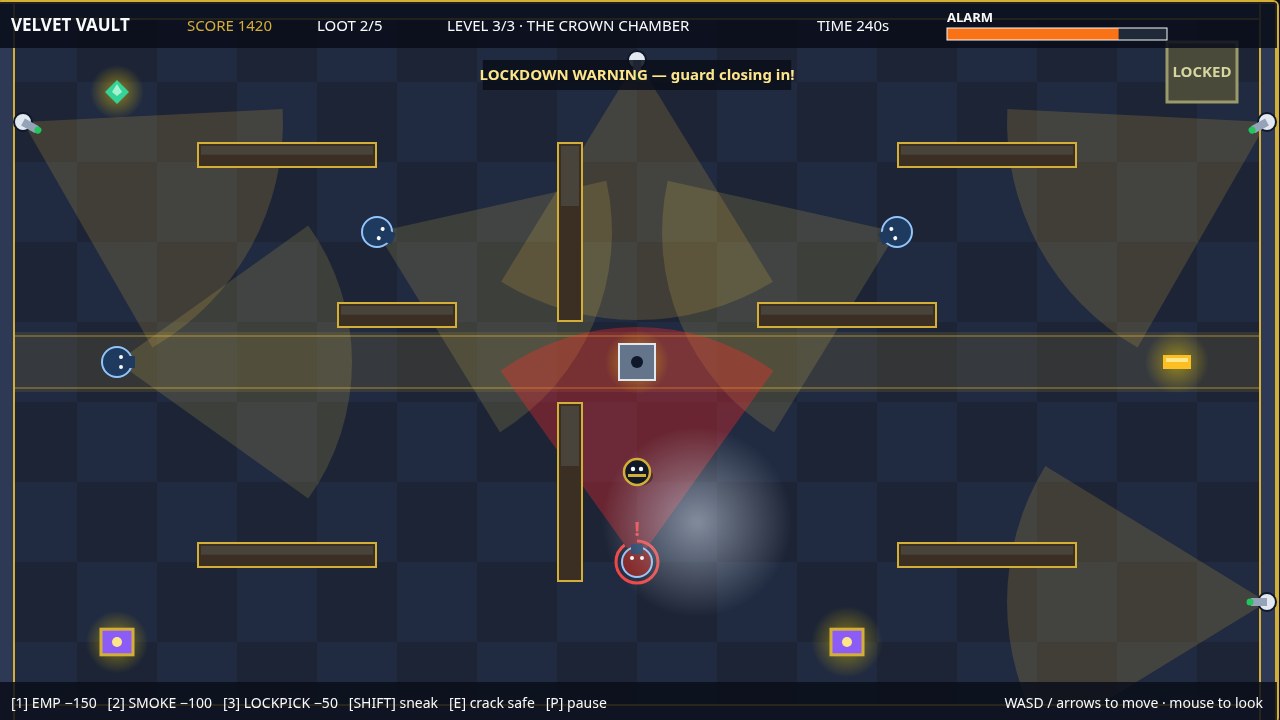 VELVET VAULT
SCORE 1420
LOOT 2/5
LEVEL 3/3 · THE CROWN CHAMBER
TIME 240s
ALARM
LOCKDOWN WARNING — guard closing in!
LOCKED
!
[1] EMP −150 [2] SMOKE −100 [3] LOCKPICK −50 [SHIFT] sneak [E] crack safe [P] pause
WASD / arrows to move · mouse to look